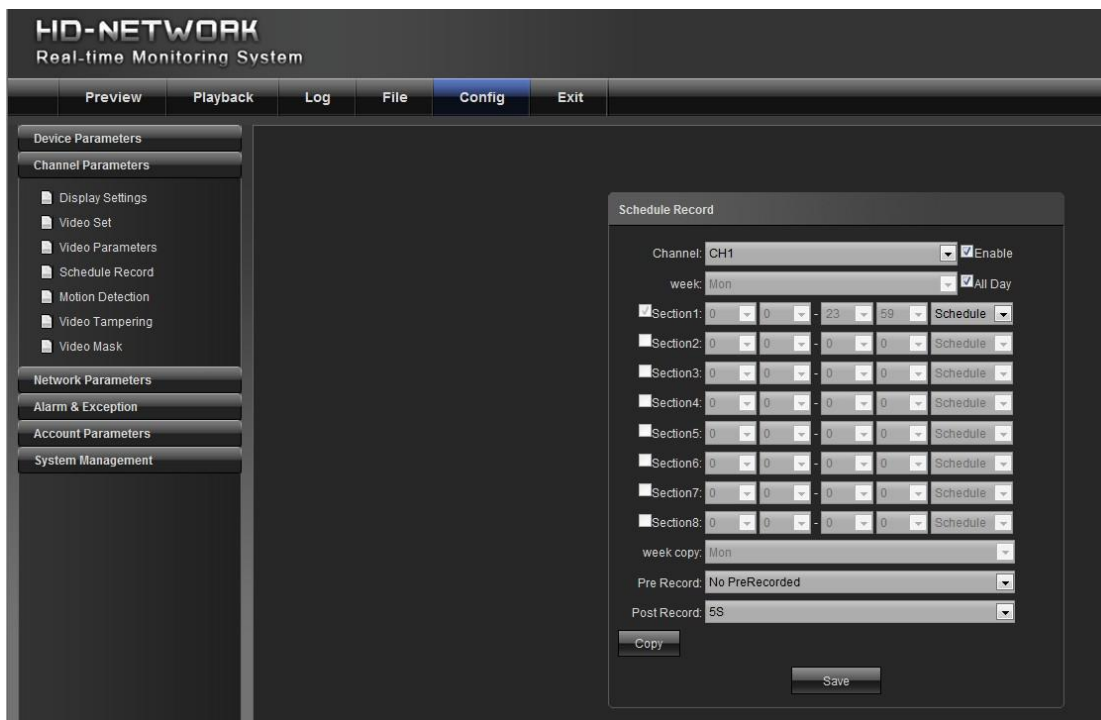 HD-NETWORK
Real-time Monitoring System
Preview Playback Log File Config Exit
Device Parameters
Channel Parameters
Display Settings
Video Set
Video Parameters
Schedule Record
Motion Detection
Video Tampering
Video Mask
Network Parameters
Alarm & Exception
Account Parameters
System Management
Schedule Record
Channel: CH1 Enable
week: Mon All Day
Section1: 0 0 - 23 59 Schedule
Section2: 0 0 - 0 0 Schedule
Section3: 0 0 - 0 0 Schedule
Section4: 0 0 - 0 0 Schedule
Section5: 0 0 - 0 0 Schedule
Section6: 0 0 - 0 0 Schedule
Section7: 0 0 - 0 0 Schedule
Section8: 0 0 - 0 0 Schedule
week copy: Mon
Pre Record: No PreRecorded
Post Record: 5S
Copy
Save